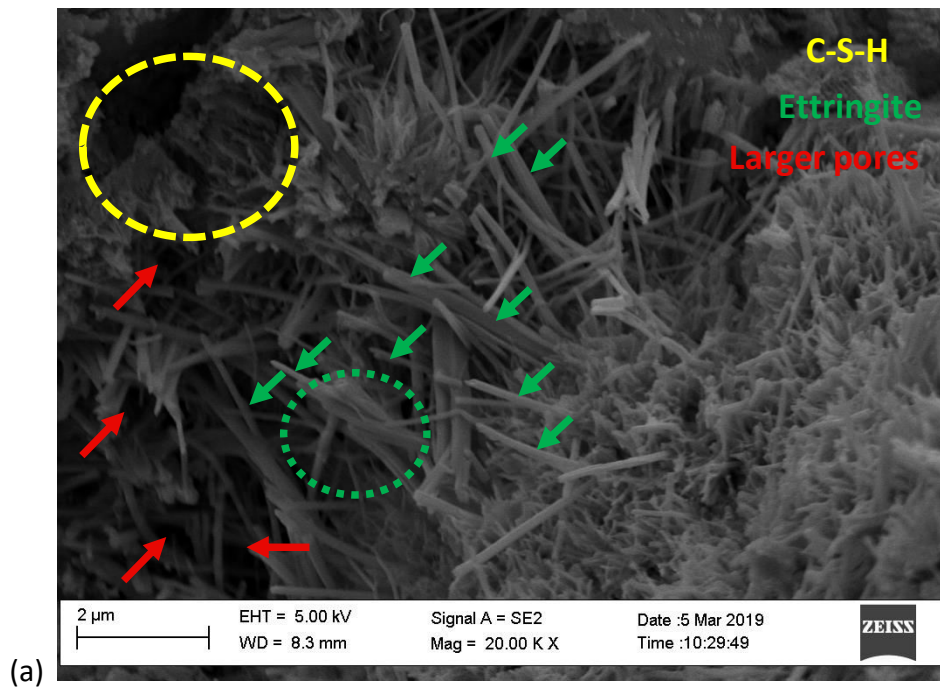 C-S-H
Ettringite
Larger pores
2 µm
EHT = 5.00 kV
Signal A = SE2
Date :5 Mar 2019
WD = 8.3 mm
Mag = 20.00 K X
Time :10:29:49
ZEISS
(a)